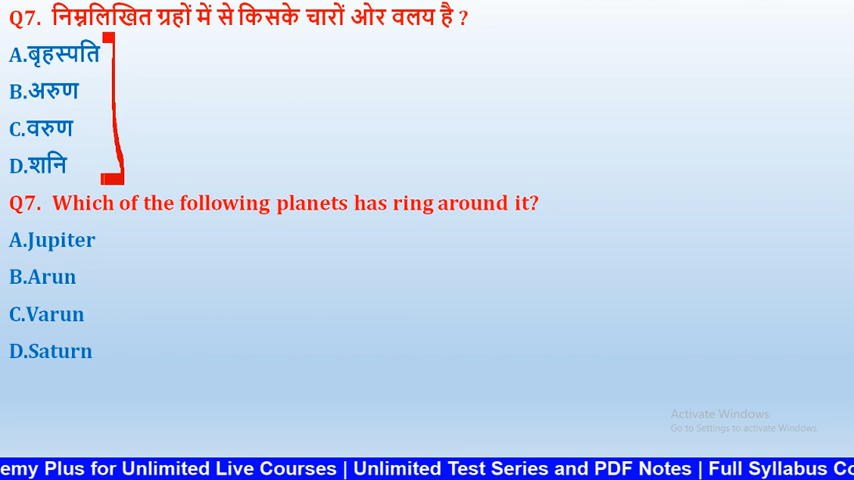 Q7. निम्नलिखित ग्रहों में से किसके चारों ओर वलय है ?
A.बृहस्पति
B.अरुण
C.वरुण
D.शनि
Q7. Which of the following planets has ring around it?
A.Jupiter
B.Arun
C.Varun
D.Saturn
Activate Windows
Go to Settings to activate Windows.
emy Plus for Unlimited Live Courses | Unlimited Test Series and PDF Notes | Full Syllabus Co